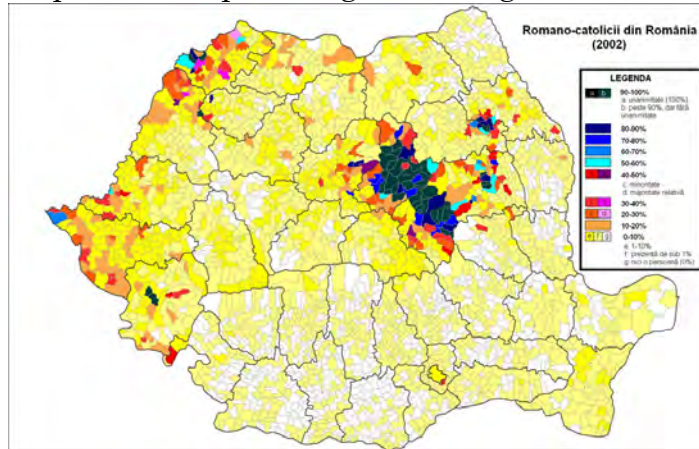 Romano-catolicii din România
(2002)
LEGENDA
a b 90-100%
a: unanimitate (100%)
b: peste 90%, dar fără
unanimitate
80-90%
70-80%
60-70%
50-60%
40-50%
c: minoritate
d: majoritate relativă
30-40%
20-30%
10-20%
0-10%
e: 1-10%
f: prezență de sub 1%
g: nici o persoană (0%)